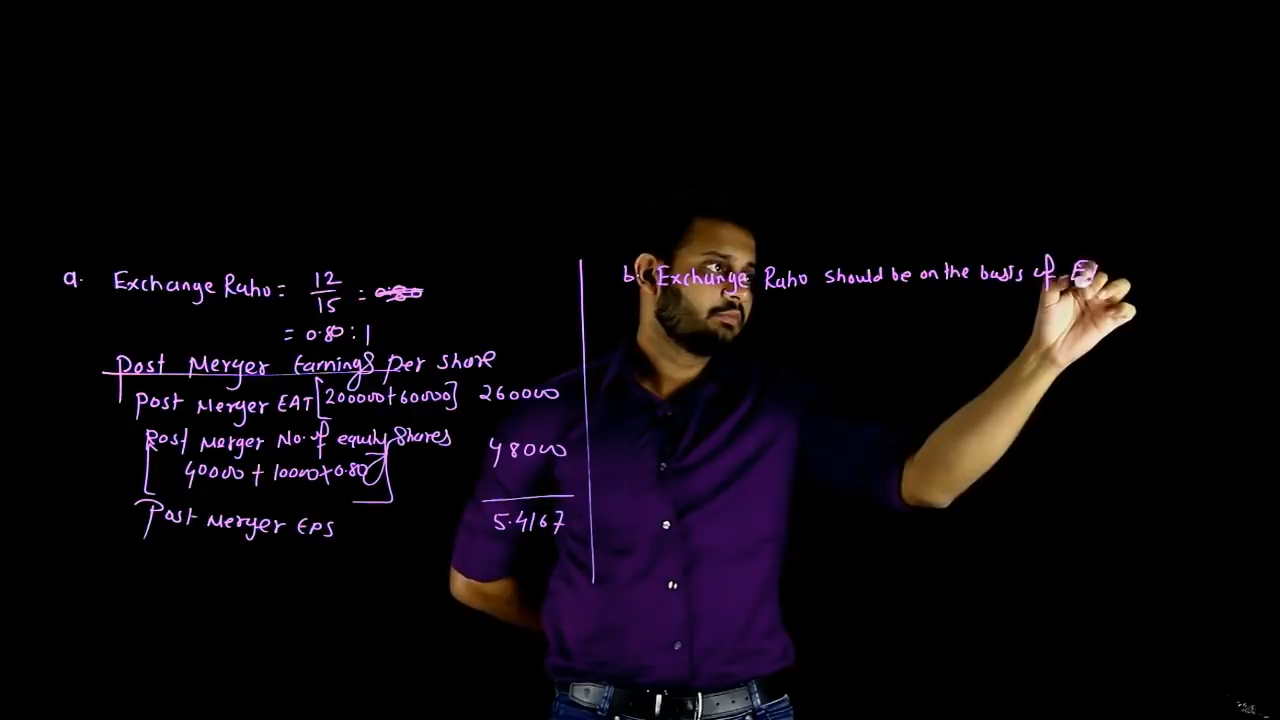 a. Exchange Ratio = 12/15 =
= 0.80 : 1
Post Merger Earnings per share
Post Merger EAT [200000+60000] 260000
Post Merger No. of equity shares 48000
[40000 + 10000 x 0.80]
Post Merger EPS 5.4167
b. Exchange Ratio should be on the basis of